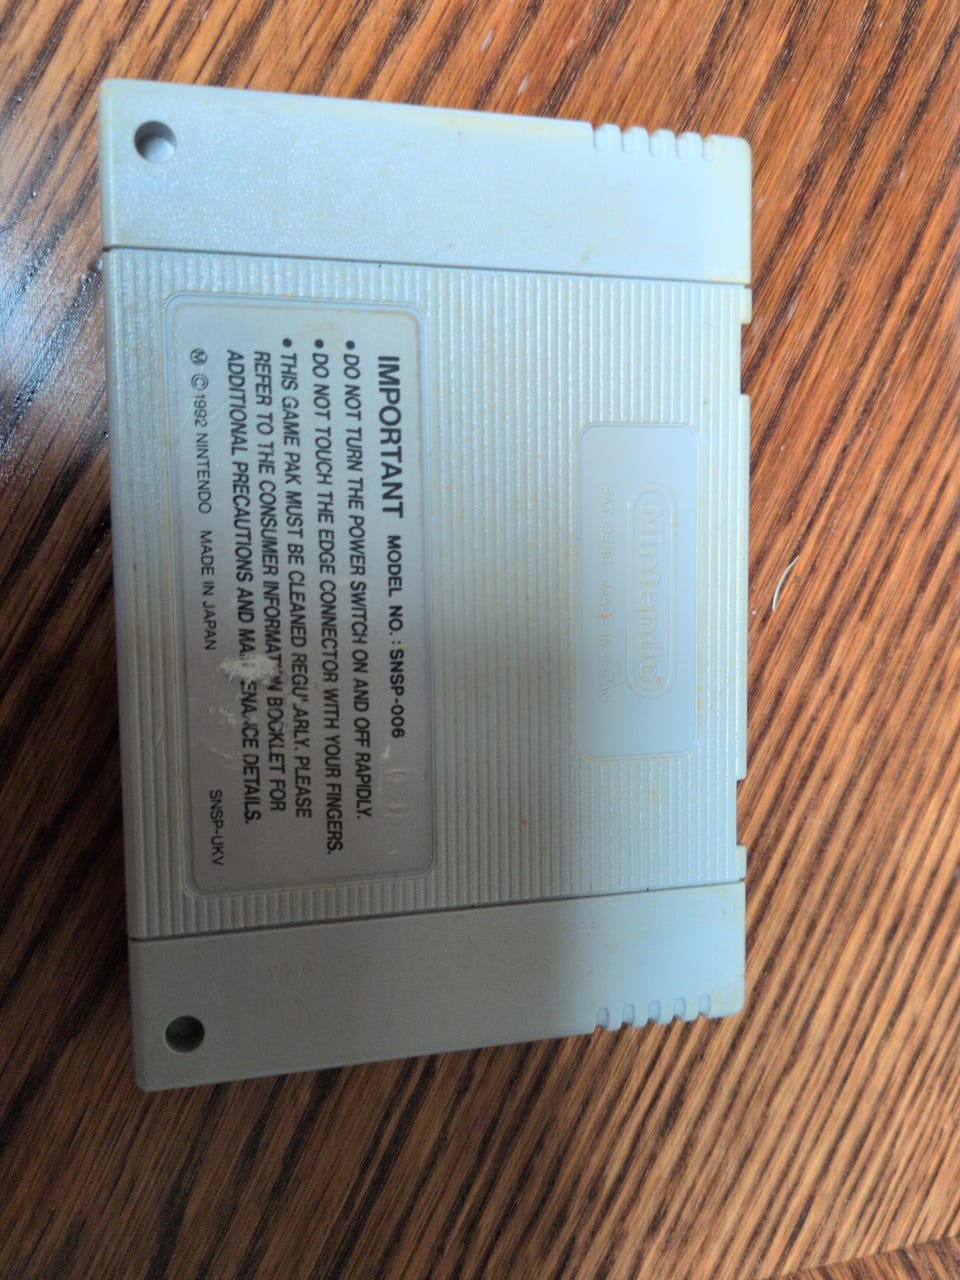 IMPORTANT MODEL NO.: SNSP-006
• DO NOT TURN THE POWER SWITCH ON AND OFF RAPIDLY.
• DO NOT TOUCH THE EDGE CONNECTOR WITH YOUR FINGERS.
• THIS GAME PAK MUST BE CLEANED REGU ARLY. PLEASE
REFER TO THE CONSUMER INFORMAT N BOOKLET FOR
ADDITIONAL PRECAUTIONS AND MA ENANCE DETAILS.
SNSP-UKV
Ⓜ © 1992 NINTENDO MADE IN JAPAN
Nintendo
PAT. PEND. MADE IN JAPAN